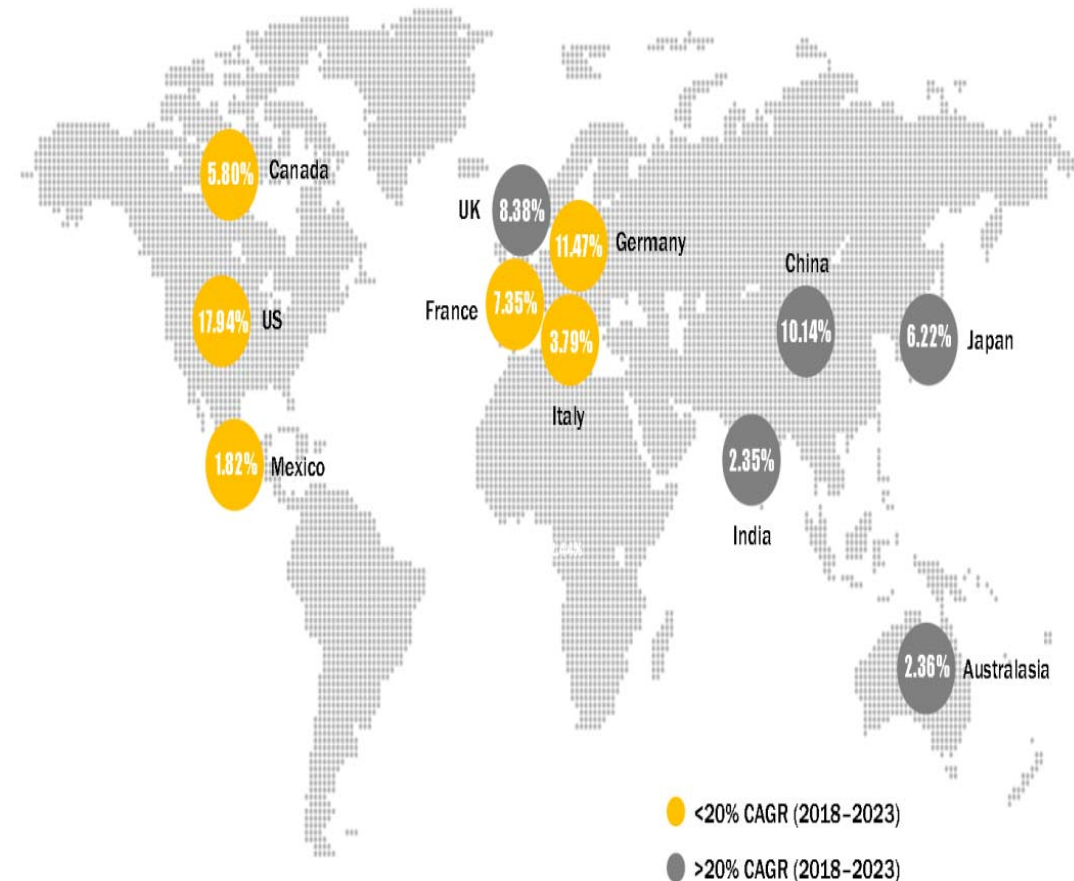 5.80%
Canada
UK
8.38%
11.47%
Germany
China
France
7.35%
17.94%
US
3.79%
10.14%
6.22%
Japan
Italy
1.82%
Mexico
2.35%
India
2.36%
Australasia
<20% CAGR (2018–2023)
>20% CAGR (2018–2023)